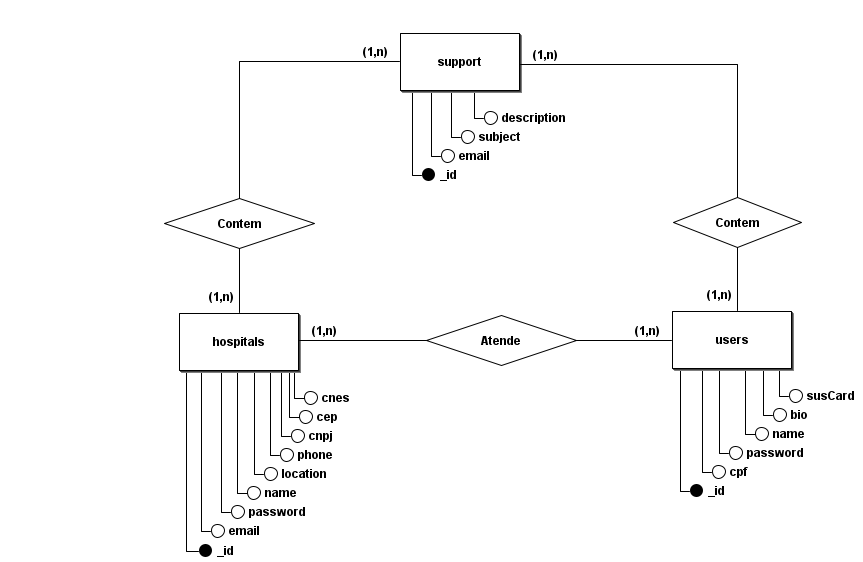 (1,n)
support
(1,n)
description
subject
email
_id
Contem
Contem
(1,n)
(1,n)
hospitals
(1,n)
Atende
(1,n)
users
cnes
cep
cnpj
phone
location
name
password
email
_id
susCard
bio
name
password
cpf
_id